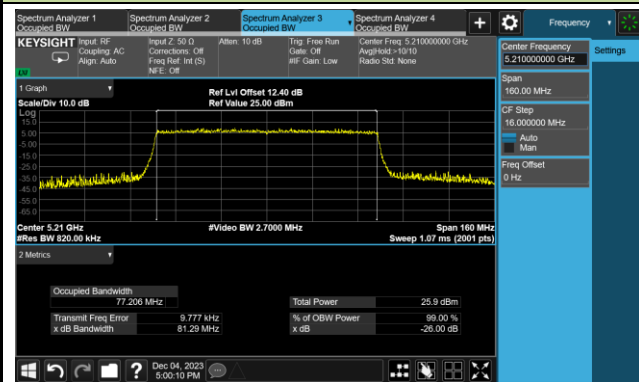 Spectrum Analyzer 1
Occupied BW
Spectrum Analyzer 2
Occupied BW
Spectrum Analyzer 3
Occupied BW
Spectrum Analyzer 4
Occupied BW
Frequency
KEYSIGHT
Input: RF
Coupling: AC
Align: Auto
Input Z: 50 Ω
Corrections: Off
Freq Ref: Int (S)
NFE: Off
Atten: 10 dB
Trig: Free Run
Gate: Off
#IF Gain: Low
Center Freq: 5.210000000 GHz
Avg|Hold:>10/10
Radio Std: None
1 Graph
Scale/Div 10.0 dB
Ref Lvl Offset 12.40 dB
Ref Value 25.00 dBm
Log
15.0
5.00
-5.00
-15.0
-25.0
-35.0
-45.0
-55.0
-65.0
Center 5.21 GHz
#Res BW 820.00 kHz
#Video BW 2.7000 MHz
Span 160 MHz
Sweep 1.07 ms (2001 pts)
2 Metrics
Occupied Bandwidth
77.206 MHz
Transmit Freq Error 9.777 kHz
x dB Bandwidth 81.29 MHz
Total Power 25.9 dBm
% of OBW Power 99.00 %
x dB -26.00 dB
Center Frequency
5.210000000 GHz
Settings
Span
160.00 MHz
CF Step
16.000000 MHz
Auto
Man
Freq Offset
0 Hz
Dec 04, 2023
5:00:10 PM